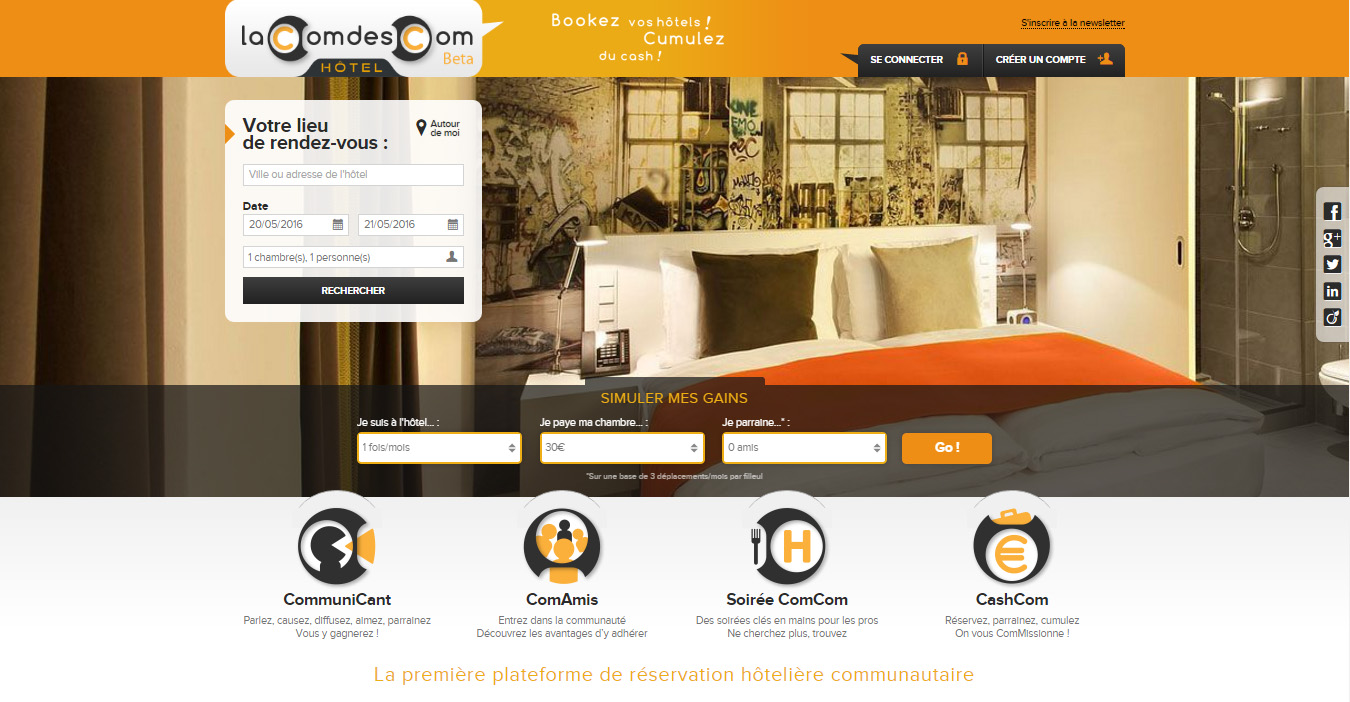 laComdesCom
HÔTEL
Beta
Bookez vos hôtels !
Cumulez
du cash !
S'inscrire à la newsletter
SE CONNECTER
CRÉER UN COMPTE
Votre lieu
de rendez-vous :
Autour
de moi
Ville ou adresse de l'hôtel
Date
20/05/2016
21/05/2016
1 chambre(s), 1 personne(s)
RECHERCHER
SIMULER MES GAINS
Je suis à l'hôtel... :
Je paye ma chambre... :
Je parraine...* :
1 fois/mois
30€
0 amis
Go !
*Sur une base de 3 déplacements/mois par filleul
H
€
CommuniCant
Parlez, causez, diffusez, aimez, parrainez
Vous y gagnerez !
ComAmis
Entrez dans la communauté
Découvrez les avantages d'y adhérer
Soirée ComCom
Des soirées clés en mains pour les pros
Ne cherchez plus, trouvez
CashCom
Réservez, parrainez, cumulez
On vous ComMissionne !
La première plateforme de réservation hôtelière communautaire